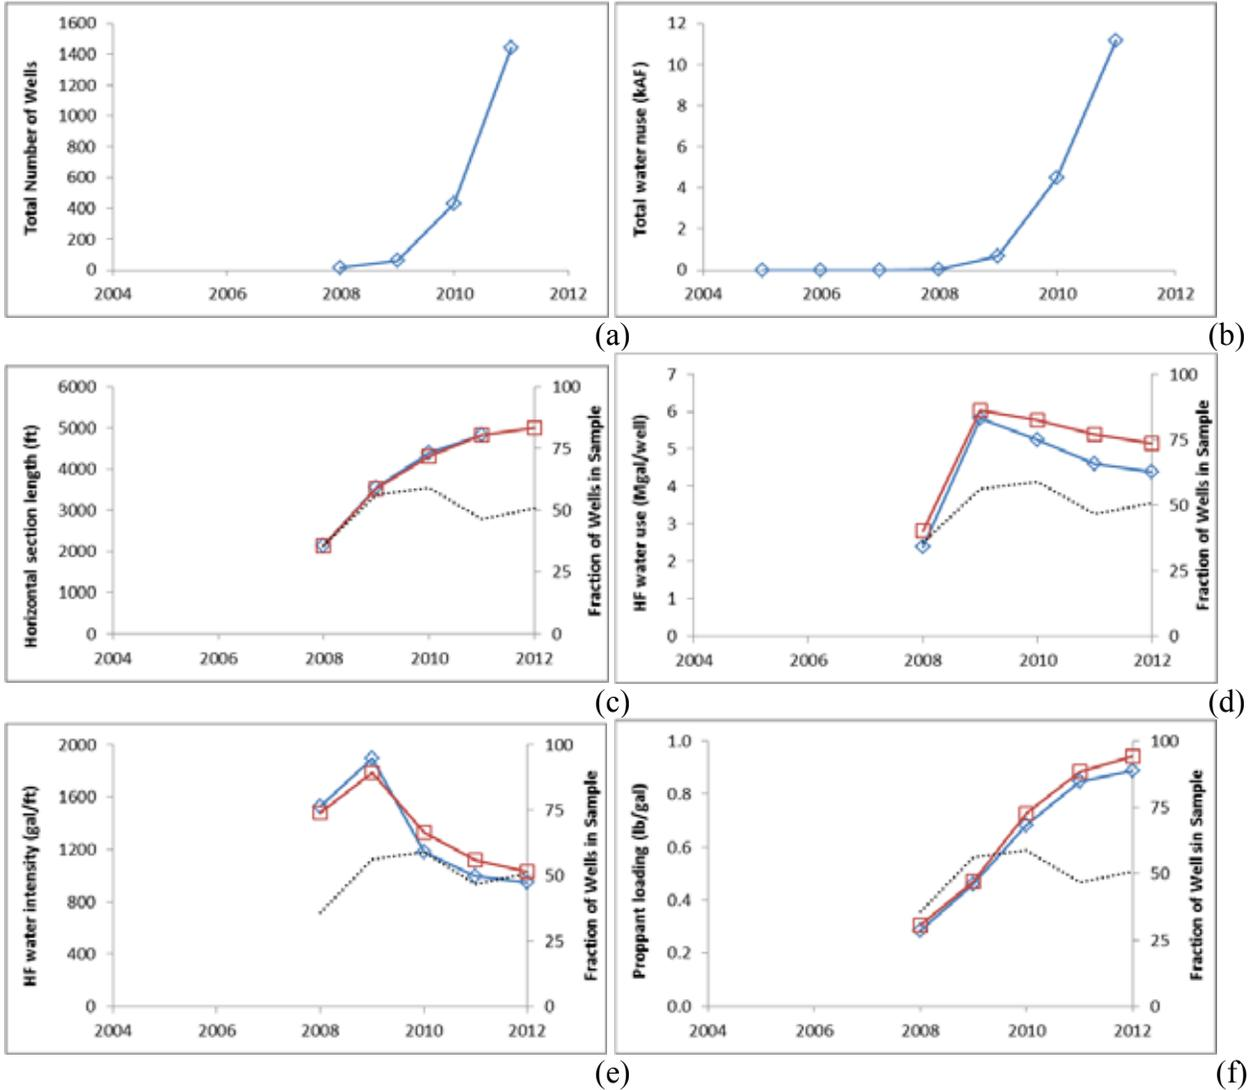 Total Number of Wells
1600
1400
1200
1000
800
600
400
200
0
2004 2006 2008 2010 2012
(a)
Total water nuse (kAF)
12
10
8
6
4
2
0
2004 2006 2008 2010 2012
(b)
Horizontal section length (ft)
6000
5000
4000
3000
2000
1000
0
2004 2006 2008 2010 2012
100
75
50
25
0
Fraction of Wells in Sample
(c)
HF water use (Mgal/well)
7
6
5
4
3
2
1
0
2004 2006 2008 2010 2012
100
75
50
25
0
Fraction of Wells in Sample
(d)
HF water intensity (gal/ft)
2000
1600
1200
800
400
0
2004 2006 2008 2010 2012
100
75
50
25
0
Fraction of Wells in Sample
(e)
Proppant loading (lb/gal)
1.0
0.8
0.6
0.4
0.2
0.0
2004 2006 2008 2010 2012
100
75
50
25
0
Fraction of Well sin Sample
(f)